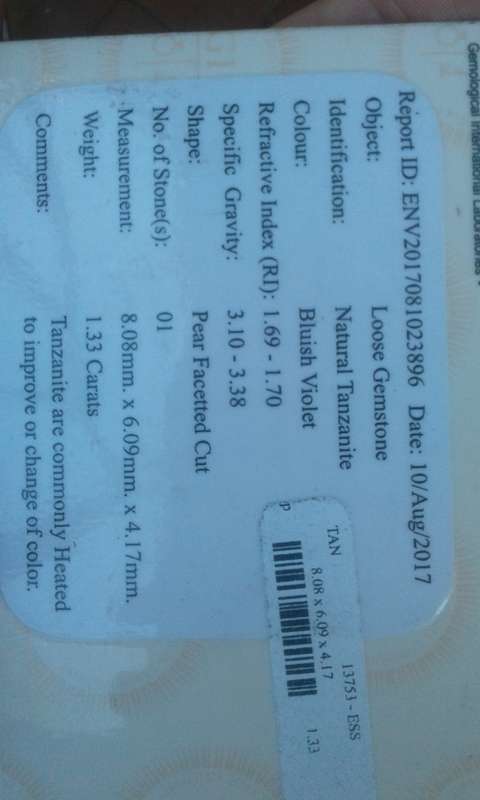 Gemological International Laboratories
Report ID: ENV2017081023896 Date: 10/Aug/2017
Object: Loose Gemstone
Identification: Natural Tanzanite
Colour: Bluish Violet
Refractive Index (RI): 1.69 - 1.70
Specific Gravity: 3.10 - 3.38
Shape: Pear Facetted Cut
No. of Stone(s): 01
Measurement: 8.08mm. x 6.09mm. x 4.17mm.
Weight: 1.33 Carats
Comments: Tanzanite are commonly Heated
to improve or change of color.
13753 - ESS
TAN
8.08 x 6.09 x 4.17
1.33
P